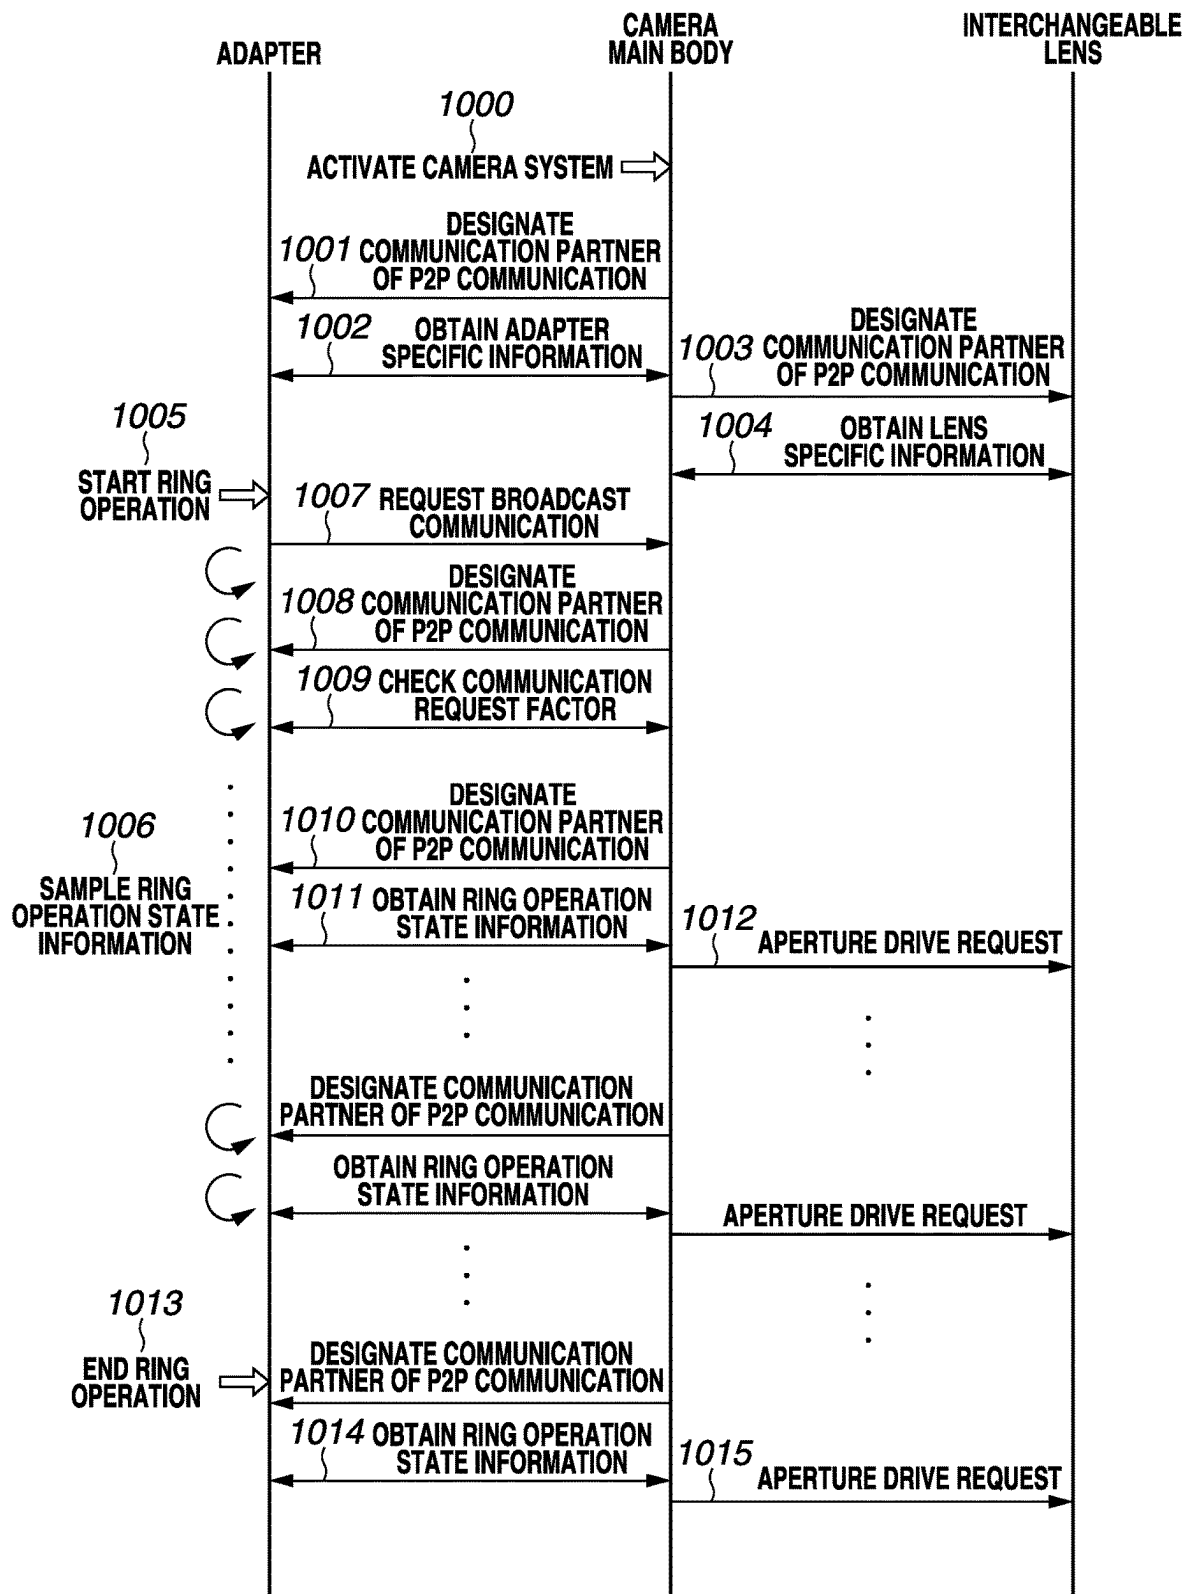 ADAPTER
CAMERA
MAIN BODY
INTERCHANGEABLE
LENS
1000
ACTIVATE CAMERA SYSTEM
DESIGNATE
1001 COMMUNICATION PARTNER
OF P2P COMMUNICATION
1002 OBTAIN ADAPTER
SPECIFIC INFORMATION
DESIGNATE
1003 COMMUNICATION PARTNER
OF P2P COMMUNICATION
1004 OBTAIN LENS
SPECIFIC INFORMATION
1005
START RING
OPERATION
1007 REQUEST BROADCAST
COMMUNICATION
DESIGNATE
1008 COMMUNICATION PARTNER
OF P2P COMMUNICATION
1009 CHECK COMMUNICATION
REQUEST FACTOR
DESIGNATE
1010 COMMUNICATION PARTNER
OF P2P COMMUNICATION
1006
SAMPLE RING
OPERATION STATE
INFORMATION
1011 OBTAIN RING OPERATION
STATE INFORMATION
1012 APERTURE DRIVE REQUEST
DESIGNATE COMMUNICATION
PARTNER OF P2P COMMUNICATION
OBTAIN RING OPERATION
STATE INFORMATION
APERTURE DRIVE REQUEST
1013
END RING
OPERATION
DESIGNATE COMMUNICATION
PARTNER OF P2P COMMUNICATION
1014 OBTAIN RING OPERATION
STATE INFORMATION
1015 APERTURE DRIVE REQUEST